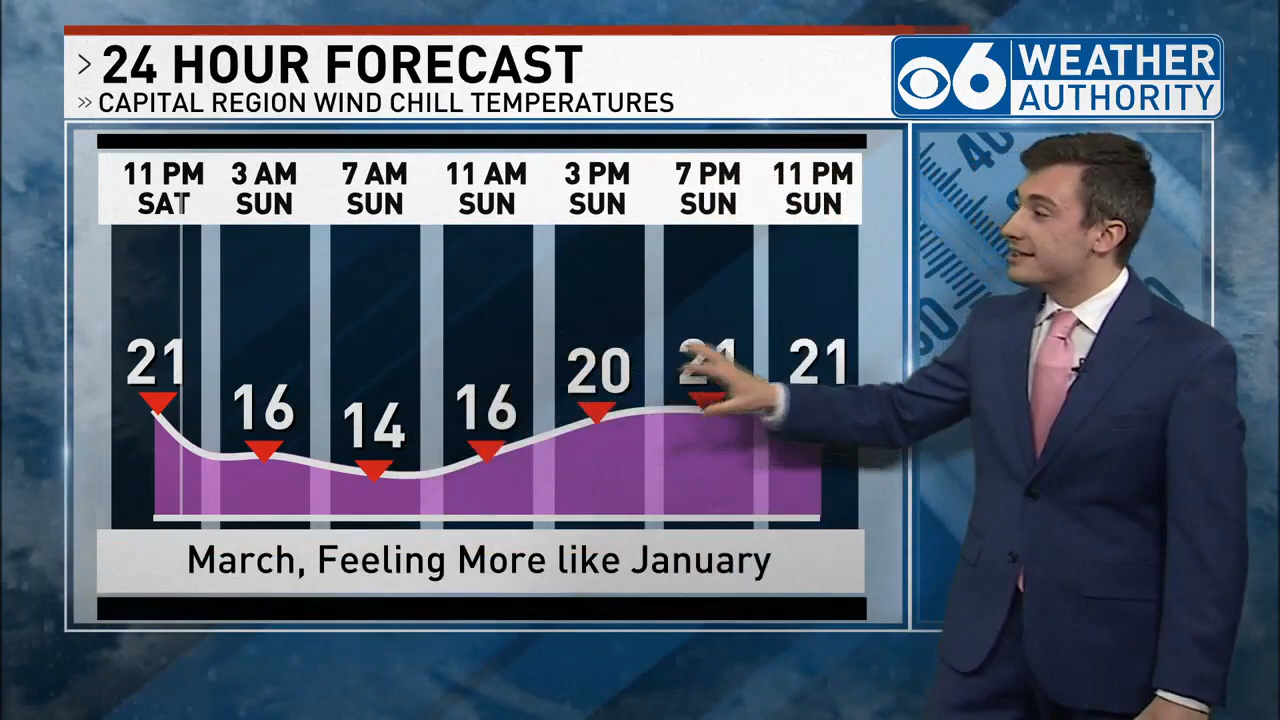 > 24 HOUR FORECAST
» CAPITAL REGION WIND CHILL TEMPERATURES
6 WEATHER AUTHORITY
11 PM SAT
3 AM SUN
7 AM SUN
11 AM SUN
3 PM SUN
7 PM SUN
11 PM SUN
21
16
14
16
20
21
21
March, Feeling More like January
40